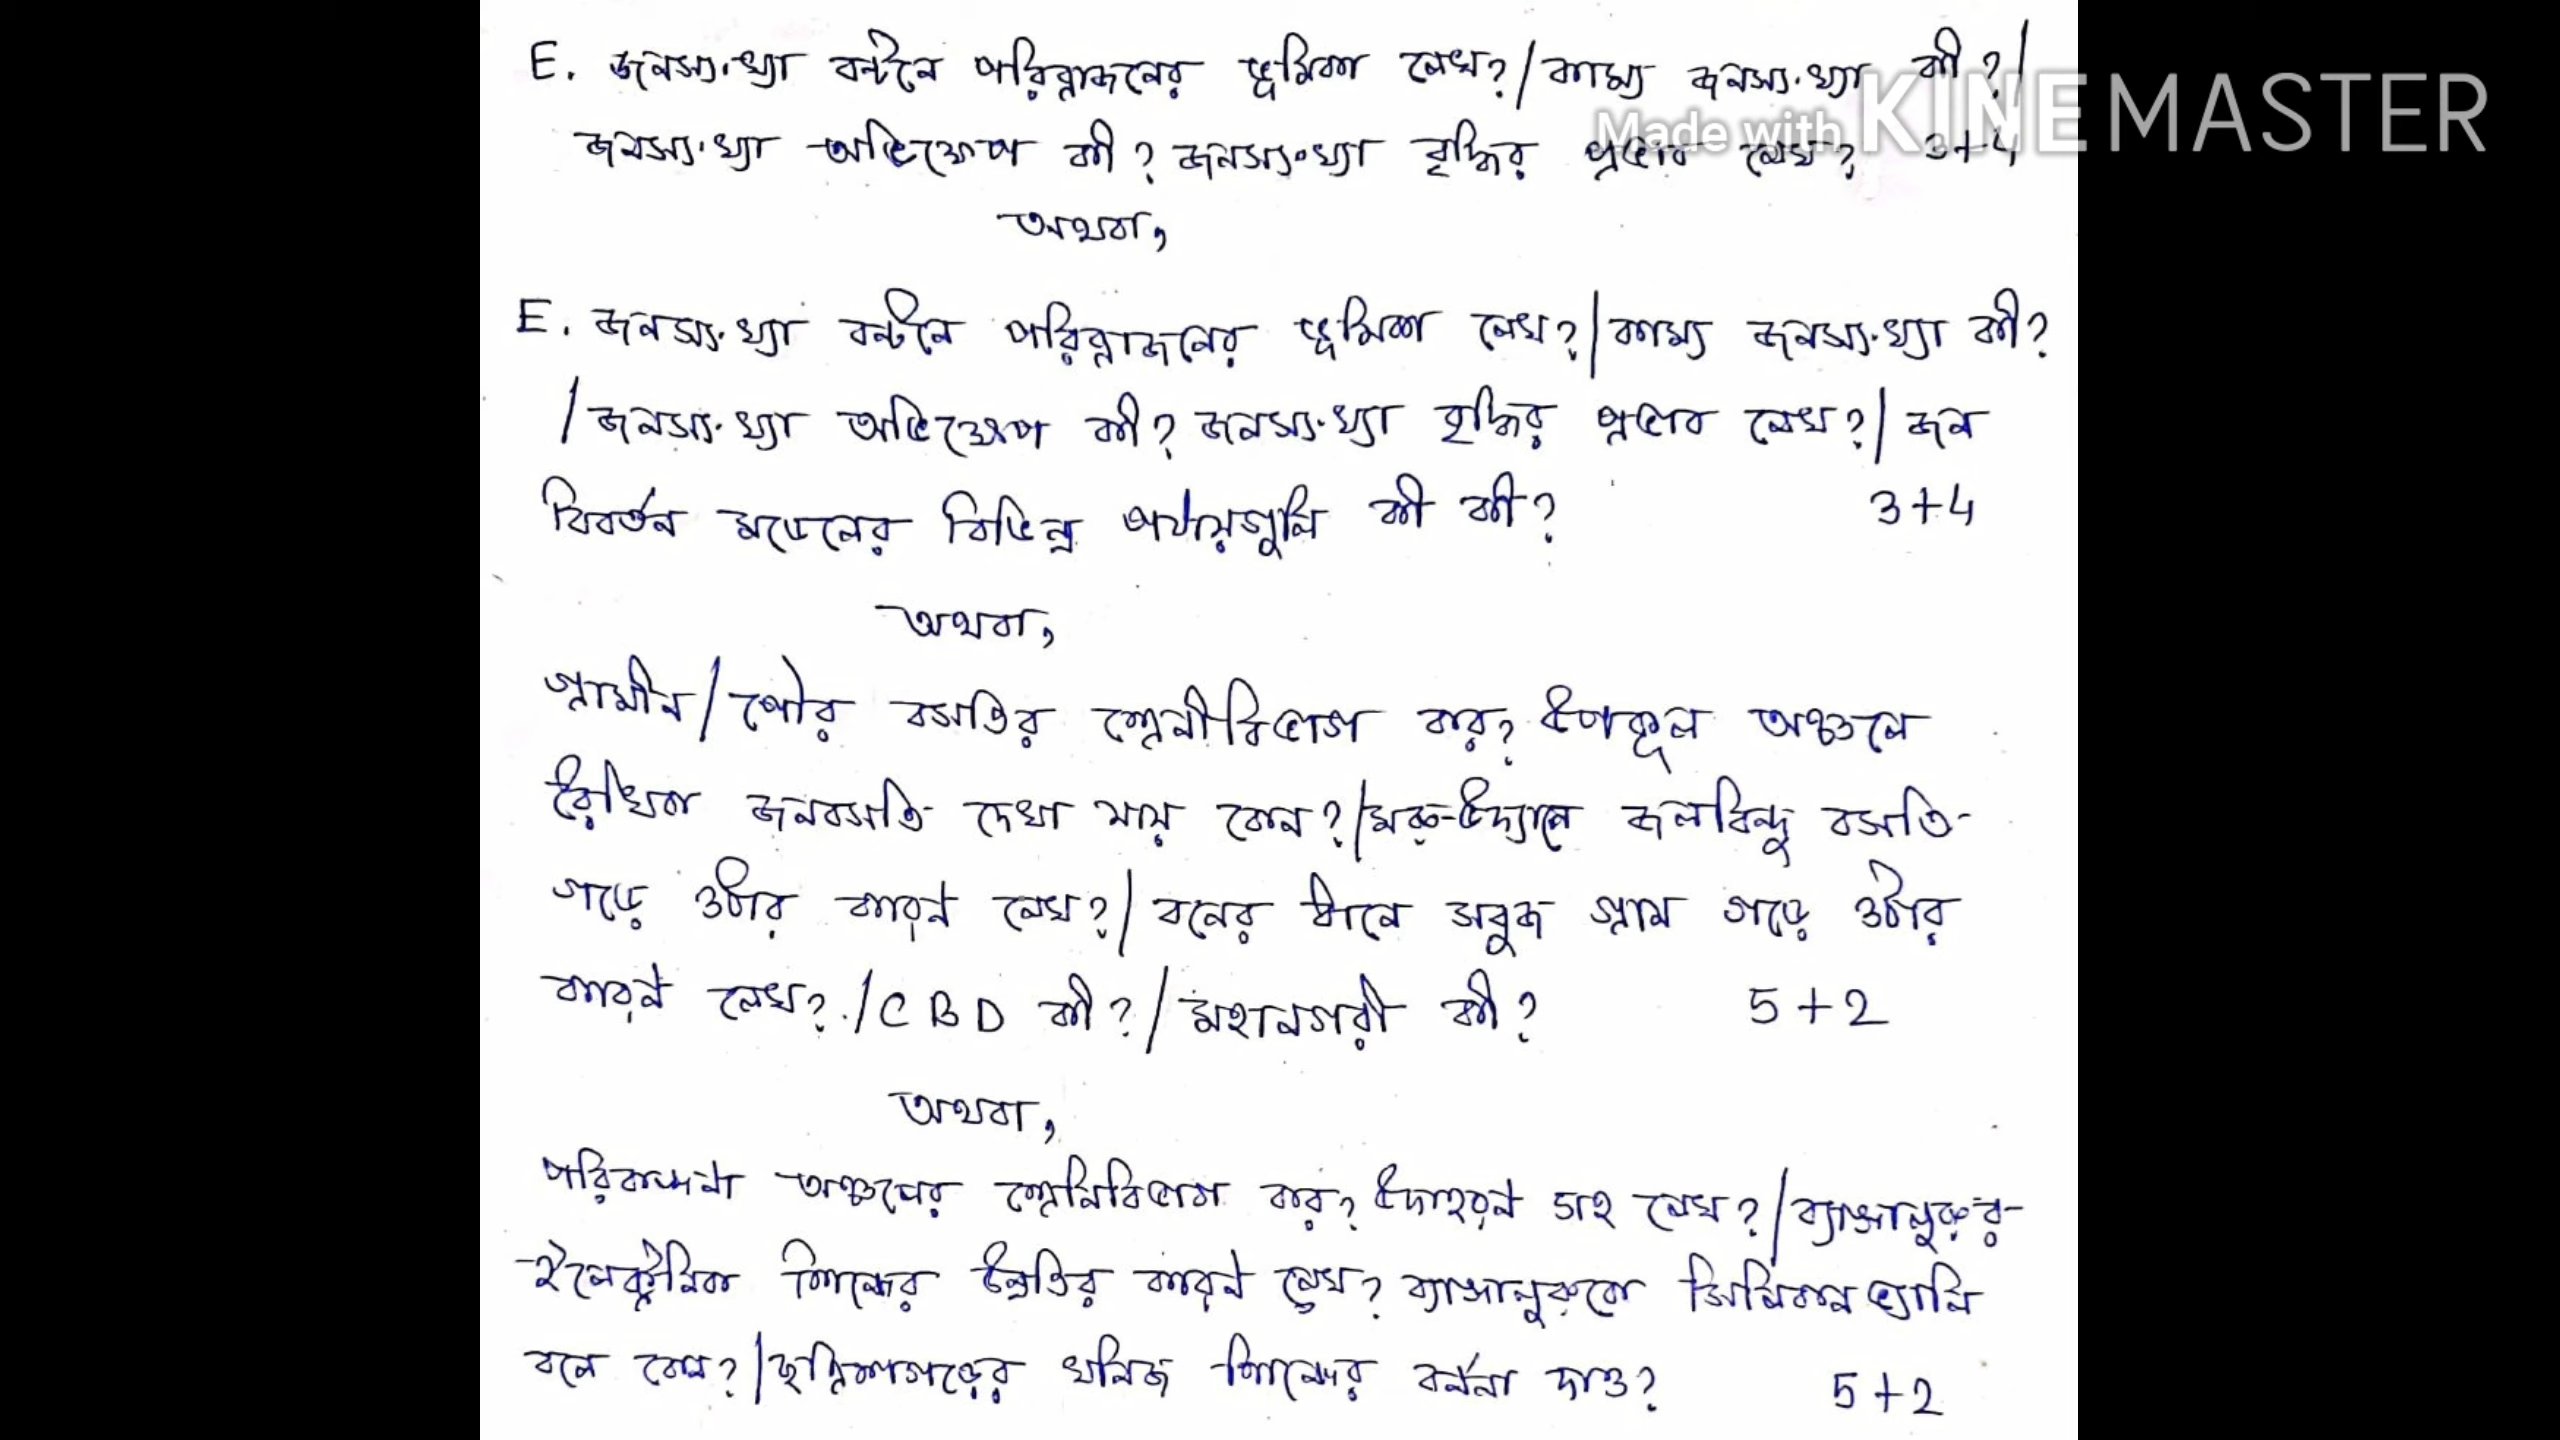 E. জনসংখ্যা বন্টনে পরিব্রাজনের ভূমিকা লেখ?/কাম্য জনসংখ্যা কী?/
Made with KINEMASTER
জনসংখ্যা অভিক্ষেপ কী? জনসংখ্যা বৃদ্ধির প্রভাব লেখ? 3+4
অথবা,
E. জনসংখ্যা বন্টনে পরিব্রাজনের ভূমিকা লেখ?/কাম্য জনসংখ্যা কী?
/জনসংখ্যা অভিক্ষেপ কী? জনসংখ্যা বৃদ্ধির প্রভাব লেখ?/ জন
বিবর্তন মডেলের বিভিন্ন পর্যায়গুলি কী কী? 3+4
অথবা,
গ্রামীন/পৌর বসতির শ্রেনীবিভাগ কর? উপকূল অঞ্চলে
রৈখিক জনবসতি দেখা যায় কেন?/মরু-উদ্যানে জলবিন্দু বসতি
গড়ে ওঠার কারণ লেখ?/বনের ধারে সবুজ গ্রাম গড়ে ওঠার
কারণ লেখ?/CBD কী?/মহানগরী কী? 5+2
অথবা,
পরিকল্পনা অঞ্চলের শ্রেনিবিভাগ কর? উদাহরণ সহ লেখ?/ব্যাঙ্গালুরুর
ইলেকট্রনিক শিল্পের উন্নতির কারণ লেখ? ব্যাঙ্গালুরুকে সিলিকন ভ্যালি
বলে কেন?/ছত্রিশগড়ের খনিজ শিল্পের বর্ননা দাও? 5+2